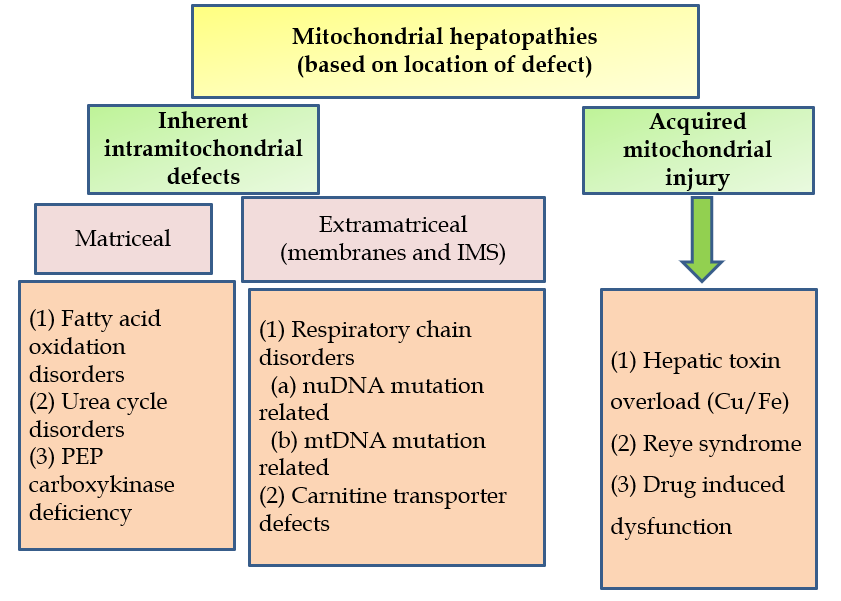 Mitochondrial hepatopathies
(based on location of defect)
Inherent
intramitochondrial
defects
Acquired
mitochondrial
injury
Matriceal
Extramatriceal
(membranes and IMS)
(1) Fatty acid
oxidation
disorders
(2) Urea cycle
disorders
(3) PEP
carboxykinase
deficiency
(1) Respiratory chain
disorders
(a) nuDNA mutation
related
(b) mtDNA mutation
related
(2) Carnitine transporter
defects
(1) Hepatic toxin
overload (Cu/Fe)
(2) Reye syndrome
(3) Drug induced
dysfunction